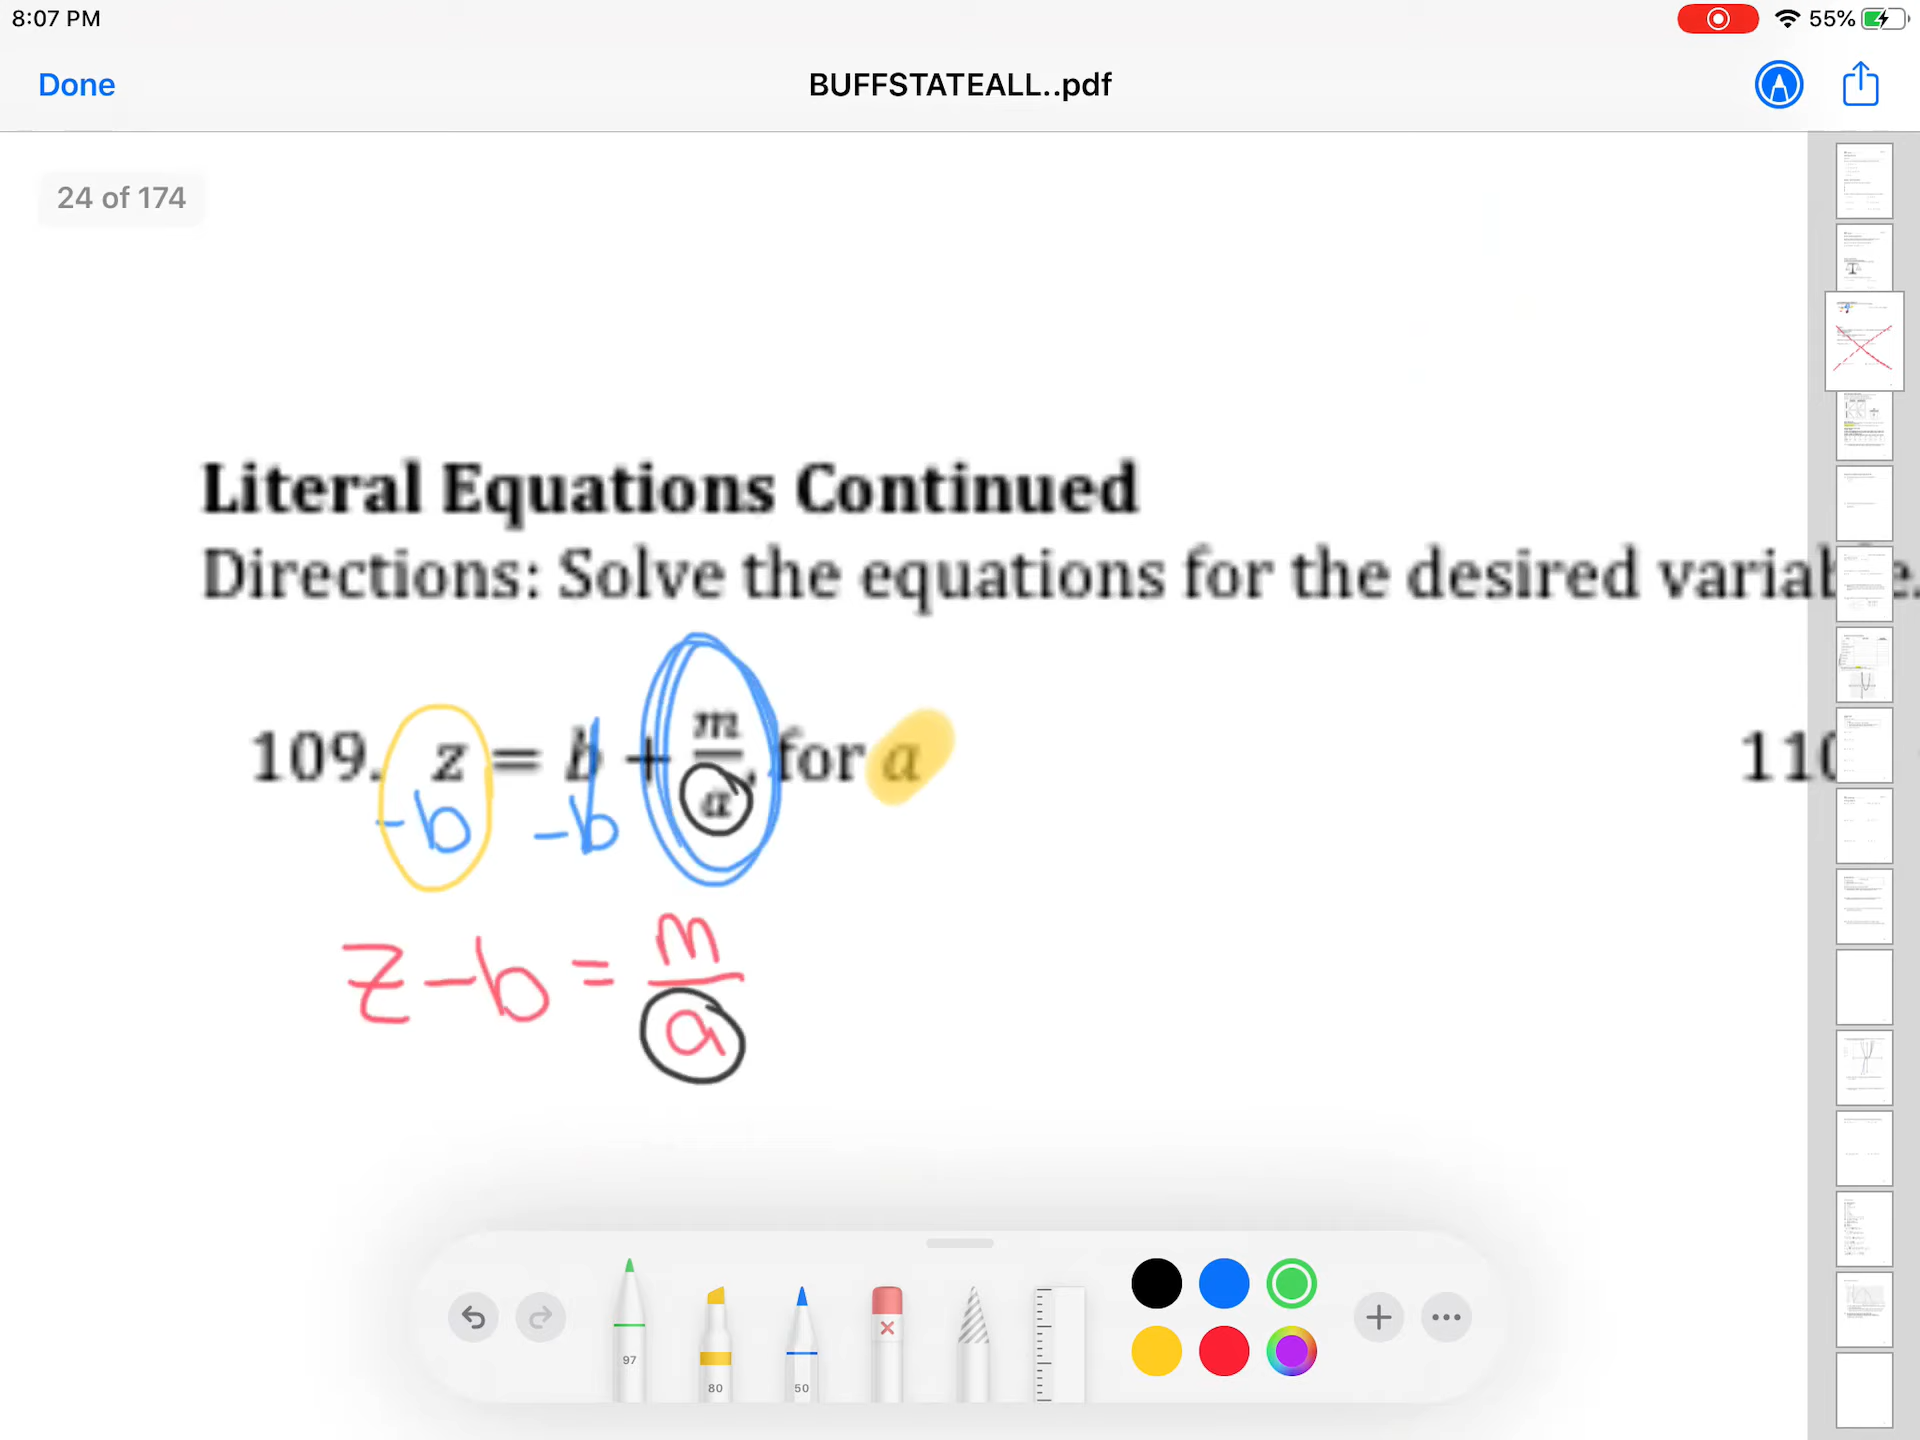 8:07 PM
55%
Done
BUFFSTATEALL..pdf
24 of 174
Literal Equations Continued
Directions: Solve the equations for the desired variable.
109. z = b + m/a, for a
110
-b -b
z - b = m/a
97
80
50